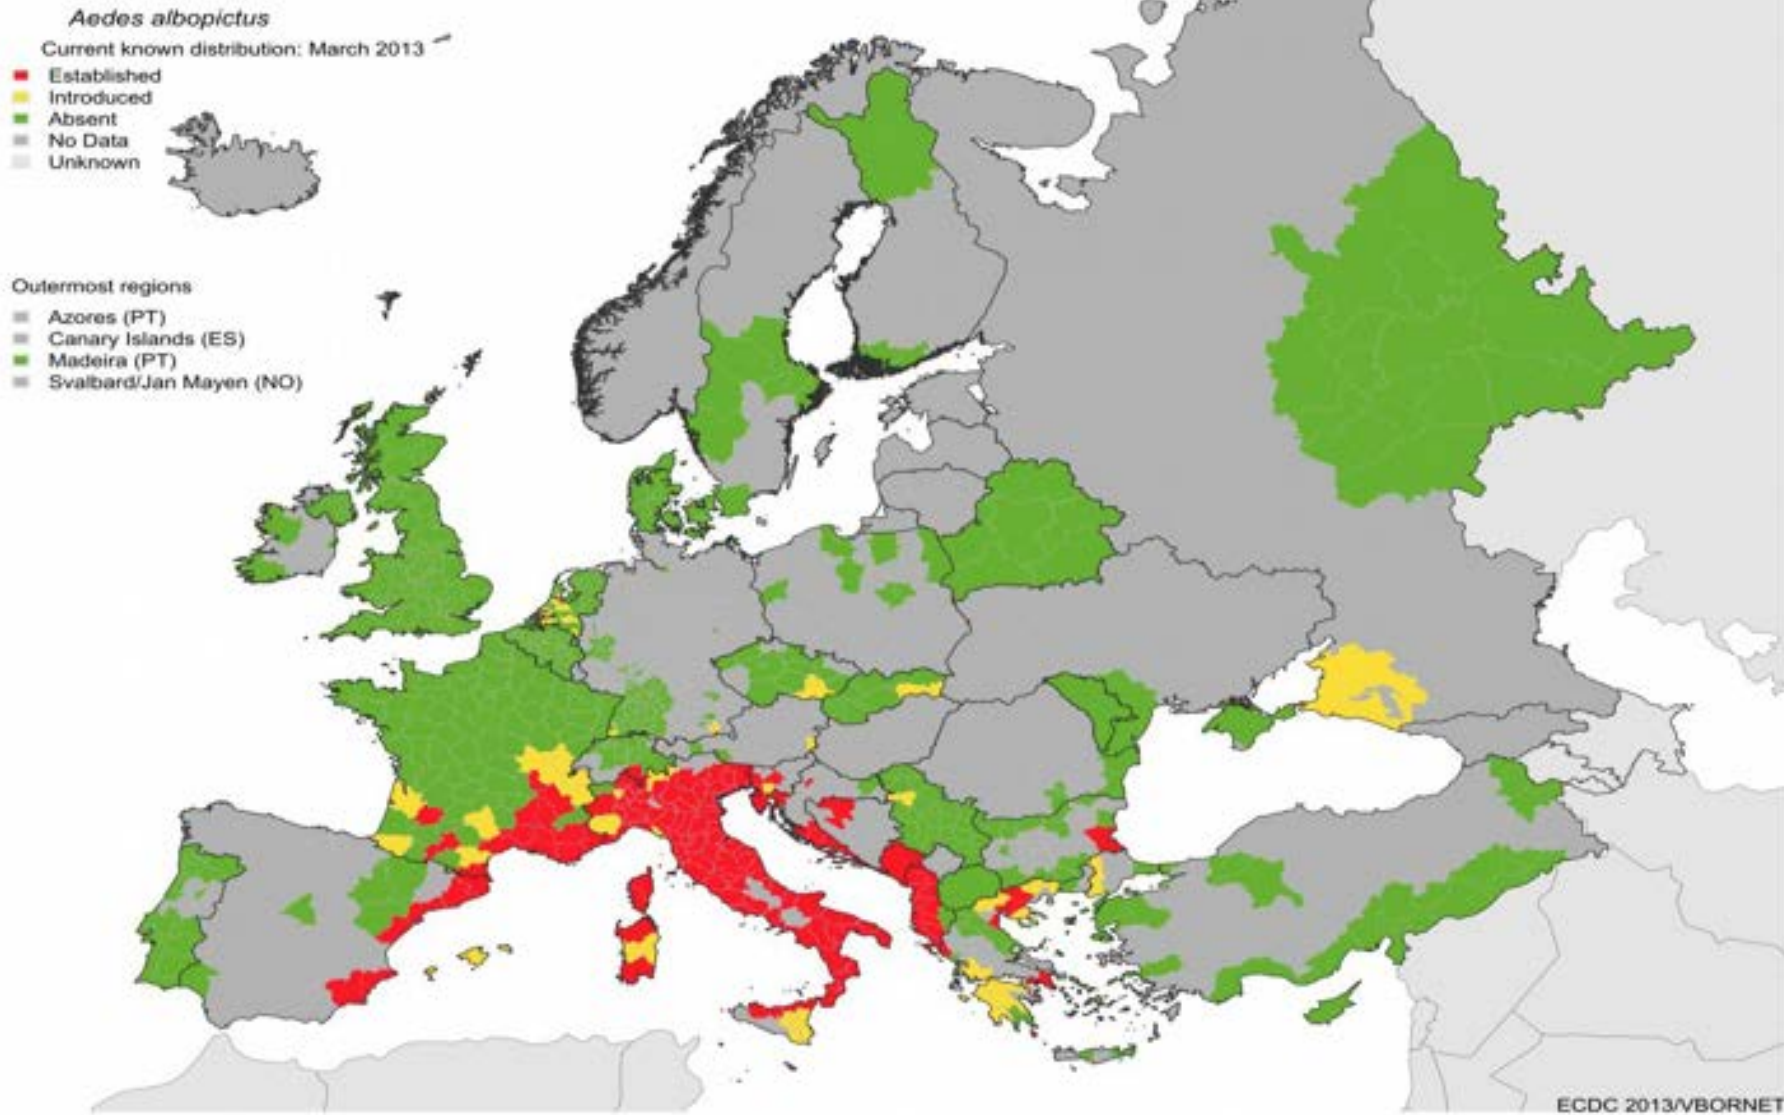 Aedes albopictus
Current known distribution: March 2013
Established
Introduced
Absent
No Data
Unknown
Outermost regions
Azores (PT)
Canary Islands (ES)
Madeira (PT)
Svalbard/Jan Mayen (NO)
ECDC 2013/VBORNET